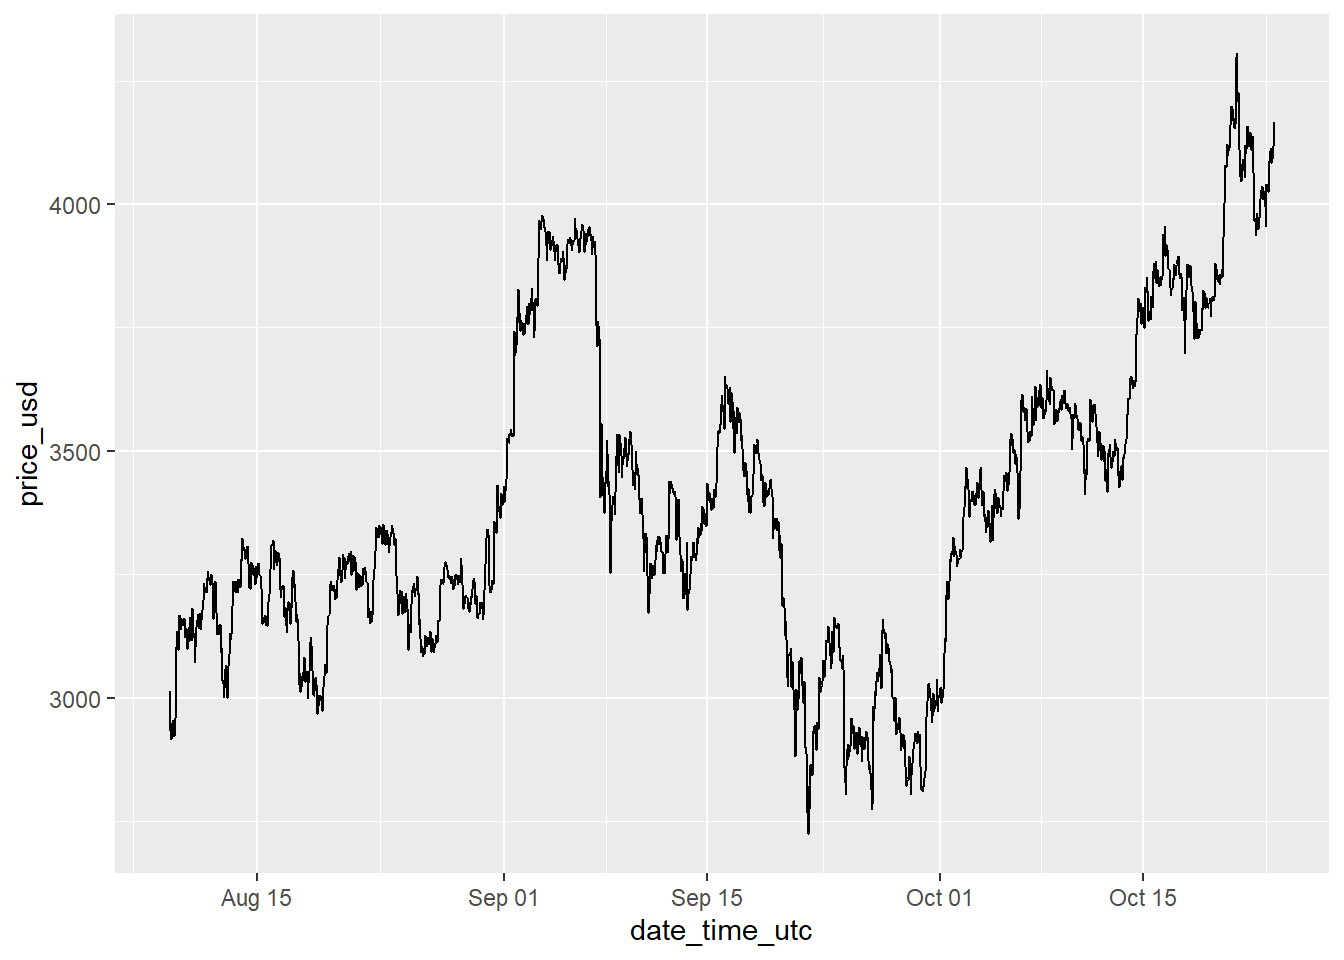 4000
3500
3000
price_usd
Aug 15
Sep 01
Sep 15
Oct 01
Oct 15
date_time_utc